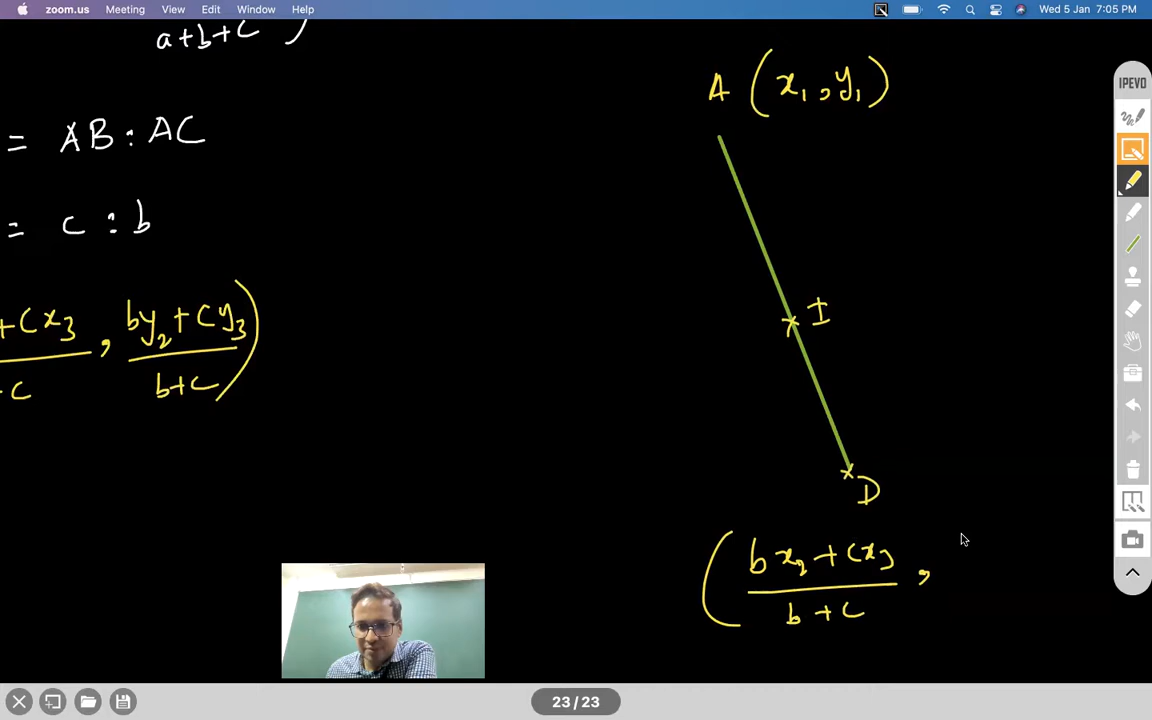 zoom.us Meeting View Edit Window Help Wed 5 Jan 7:05 PM
a+b+c )
= AB : AC
= c : b
+ Cx3 , by2 + Cy3 )
c b+c
A (x1, y1)
I
D
( bx2 + Cx3 ,
b + c
IPEVO
23/23